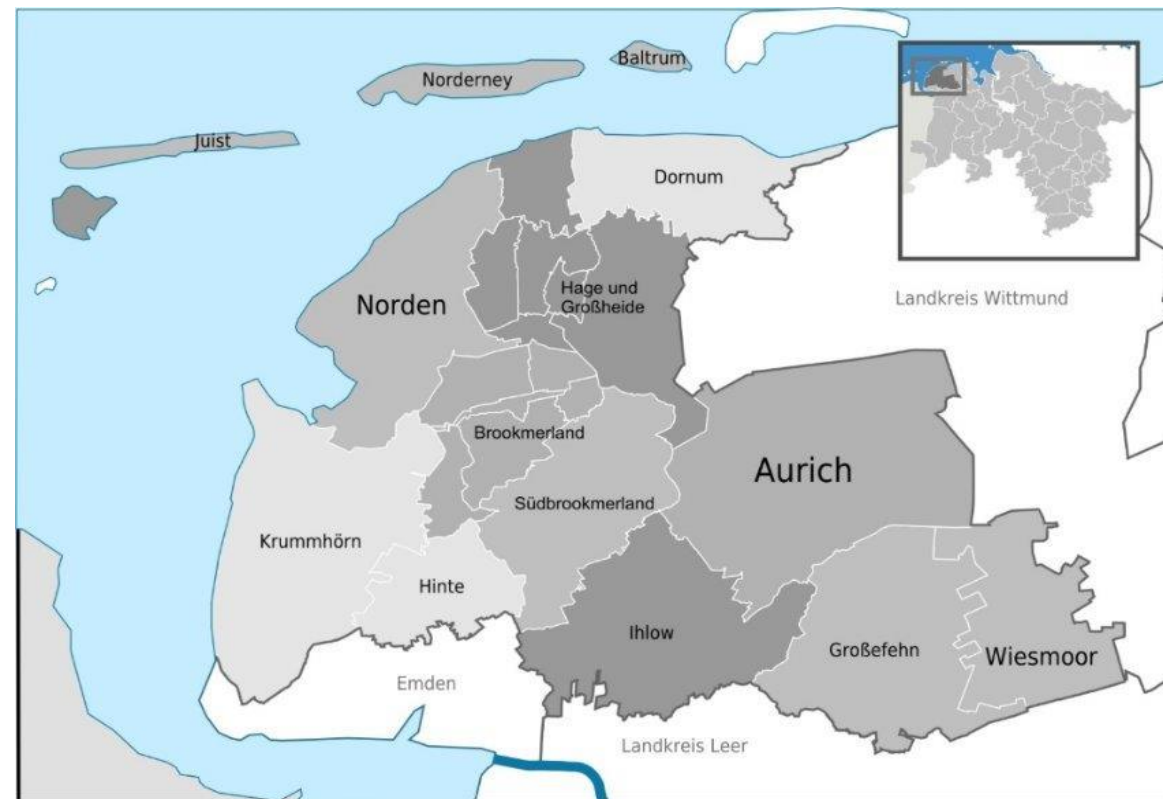 Baltrum
Norderney
Juist
Dornum
Hage und
Großheide
Landkreis Wittmund
Norden
Brookmerland
Aurich
Südbrookmerland
Krummhörn
Hinte
Ihlow
Großefehn
Wiesmoor
Emden
Landkreis Leer